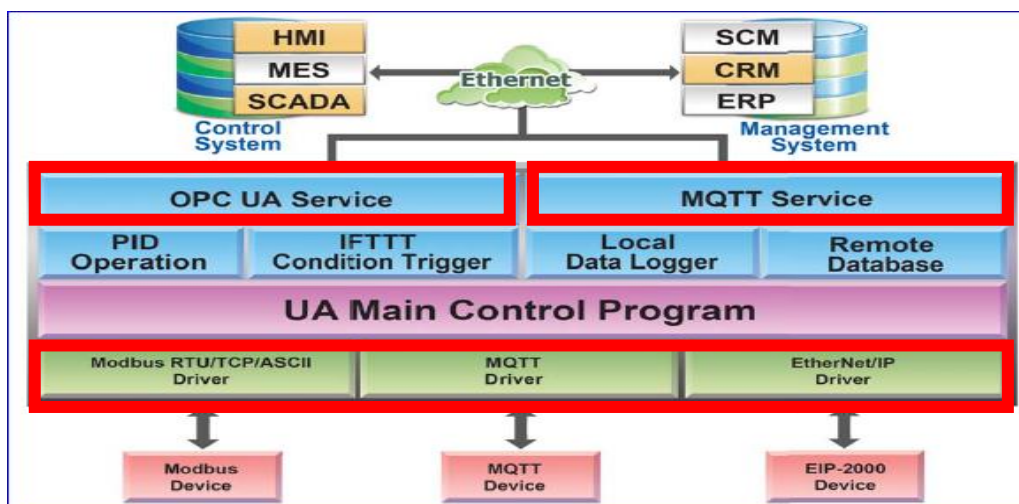 HMI
MES
SCADA
Control
System
Ethernet
SCM
CRM
ERP
Management
System
OPC UA Service
MQTT Service
PID
Operation
IFTTT
Condition Trigger
Local
Data Logger
Remote
Database
UA Main Control Program
Modbus RTU/TCP/ASCII
Driver
MQTT
Driver
EtherNet/IP
Driver
Modbus
Device
MQTT
Device
EIP-2000
Device